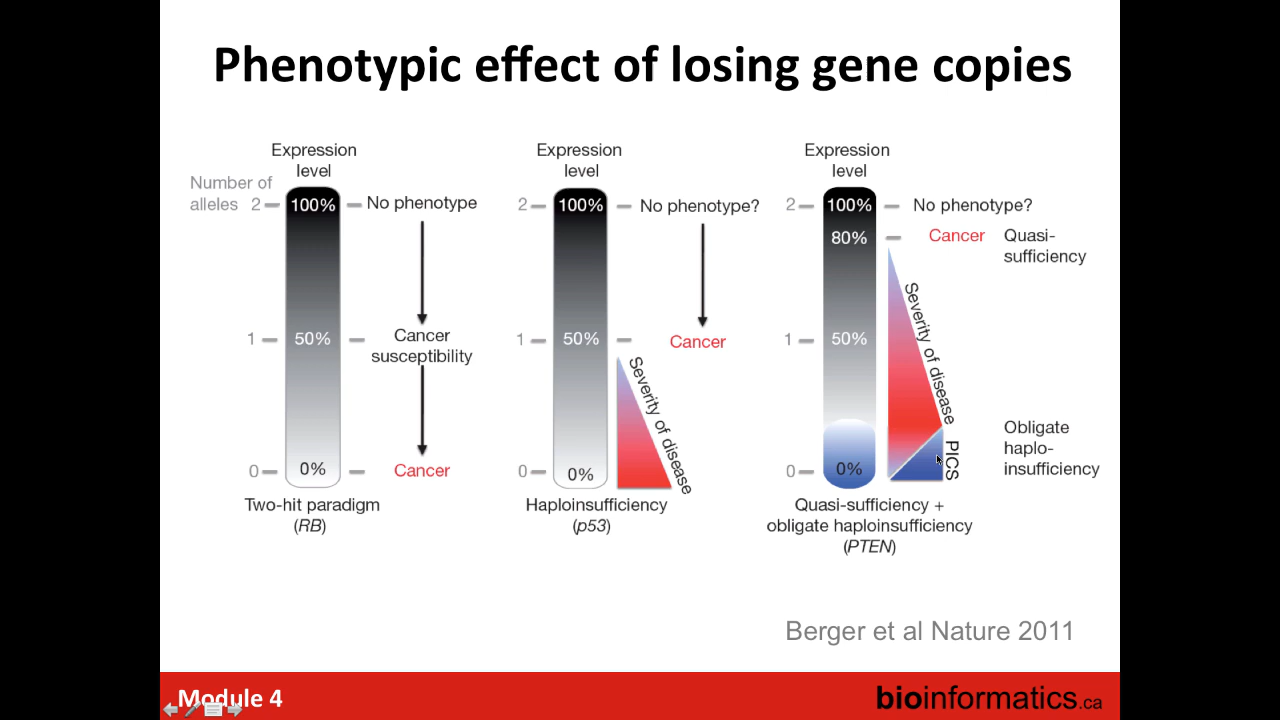 Phenotypic effect of losing gene copies
Expression
level
Number of
alleles 2
100%
No phenotype
1
50%
Cancer
susceptibility
0
0%
Cancer
Two-hit paradigm
(RB)
Expression
level
2
100%
No phenotype?
1
50%
Cancer
Severity of disease
0
0%
Haploinsufficiency
(p53)
Expression
level
2
100%
No phenotype?
80%
Cancer
Quasi-
sufficiency
1
50%
Severity of disease
PICS
Obligate
haplo-
insufficiency
0
0%
Quasi-sufficiency +
obligate haploinsufficiency
(PTEN)
Berger et al Nature 2011
Module 4
bioinformatics.ca